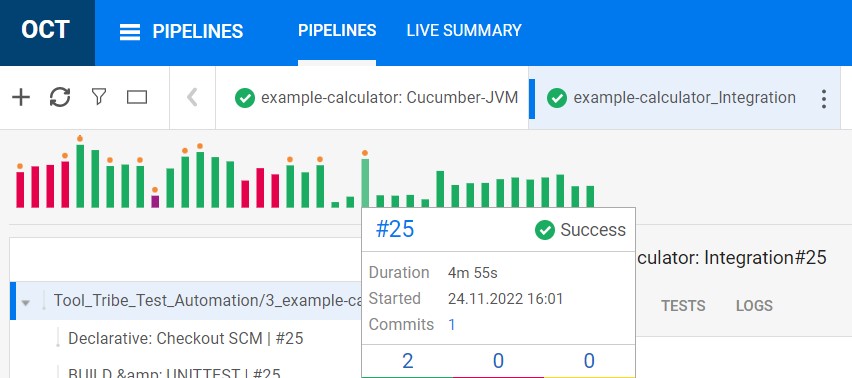 OCT
PIPELINES
PIPELINES
LIVE SUMMARY
example-calculator: Cucumber-JVM
example-calculator_Integration
#25
Success
culator: Integration#25
Duration 4m 55s
Tool_Tribe_Test_Automation/3_example-ca
Started 24.11.2022 16:01
TESTS
LOGS
Commits 1
Declarative: Checkout SCM | #25
2 0 0
BUILD &amp; UNITTEST | #25